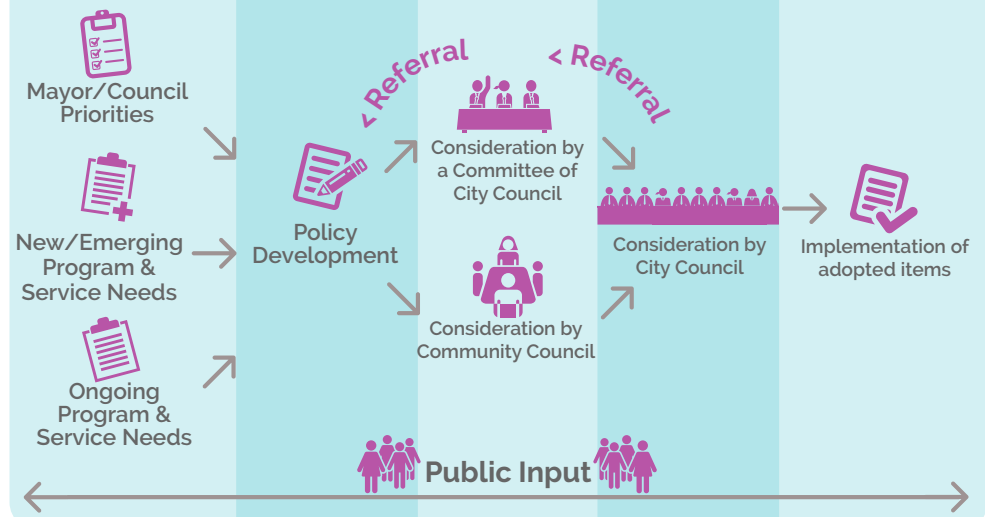 Mayor/Council
Priorities
New/Emerging
Program &
Service Needs
Ongoing
Program &
Service Needs
Policy
Development
< Referral
< Referral
Consideration by
a Committee of
City Council
Consideration by
Community Council
Consideration by
City Council
Implementation of
adopted items
Public Input